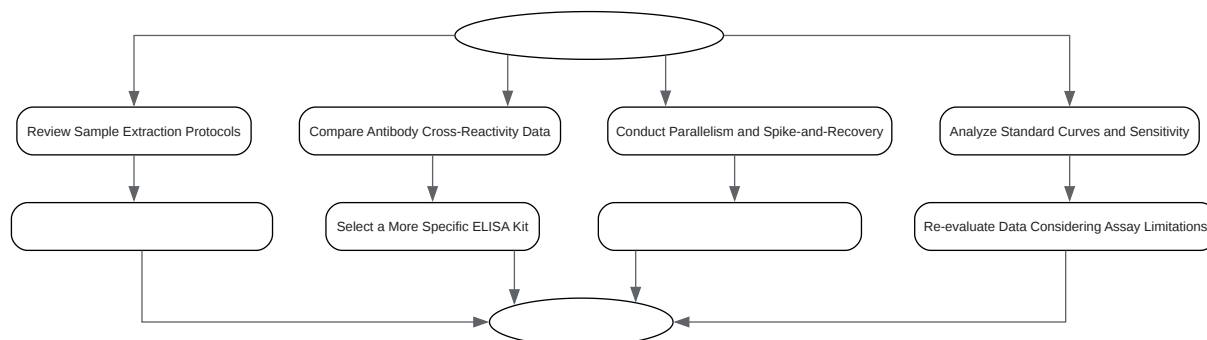 Review Sample Extraction Protocols
Compare Antibody Cross-Reactivity Data
Conduct Parallelism and Spike-and-Recovery
Analyze Standard Curves and Sensitivity
Select a More Specific ELISA Kit
Re-evaluate Data Considering Assay Limitations